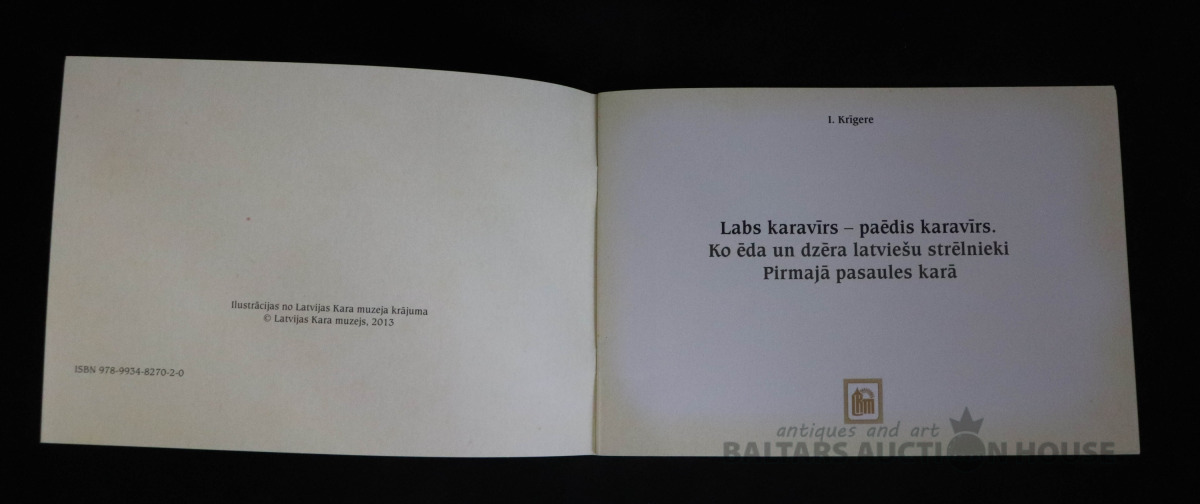 Ilustrācijas no Latvijas Kara muzeja krājuma
© Latvijas Kara muzejs, 2013
ISBN 978-9934-8270-2-0
I. Krīgere
Labs karavīrs – paēdis karavīrs.
Ko ēda un dzēra latviešu strēlnieki
Pirmajā pasaules karā
LKm
antiques and art
BALTARS AUCTION HOUSE